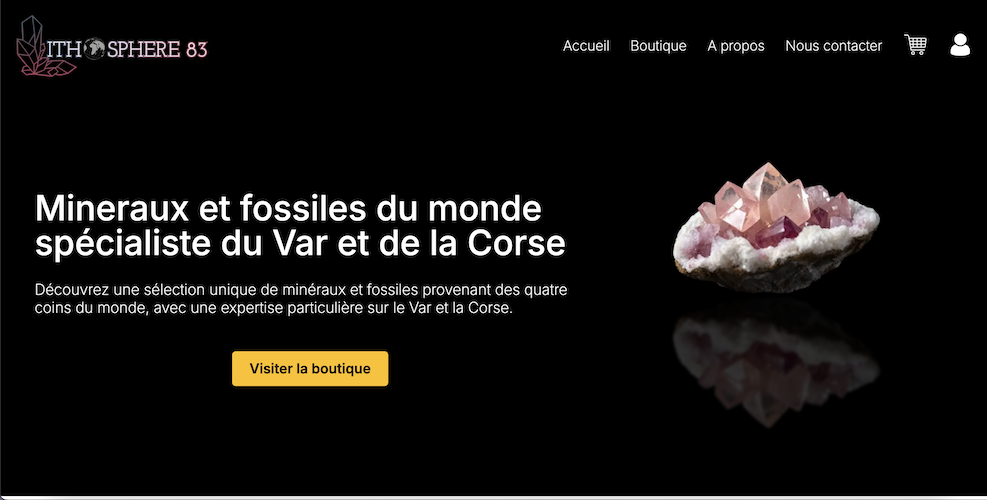 ITH SPHERE 83
Accueil
Boutique
A propos
Nous contacter
Mineraux et fossiles du monde
spécialiste du Var et de la Corse
Découvrez une sélection unique de minéraux et fossiles provenant des quatre
coins du monde, avec une expertise particulière sur le Var et la Corse.
Visiter la boutique